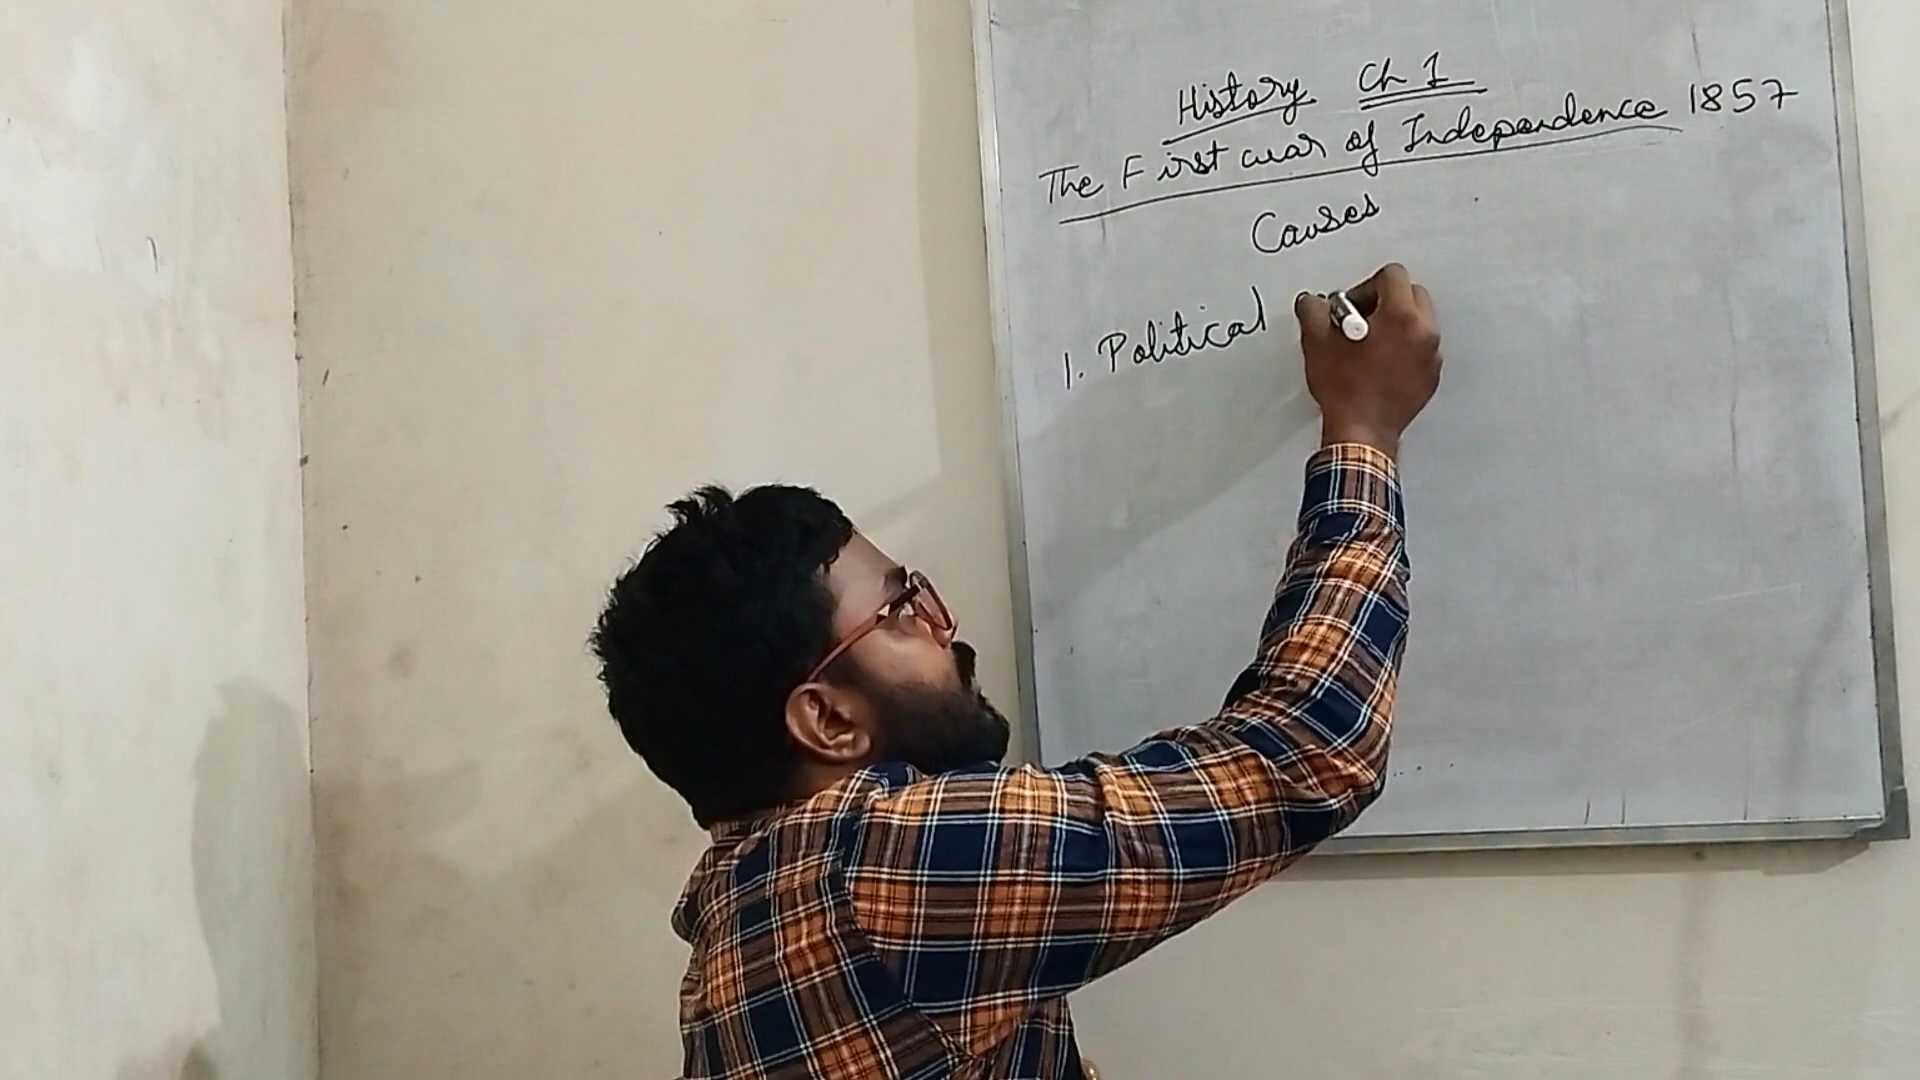 History Ch 1
The First war of Independence 1857
Causes
1. Political